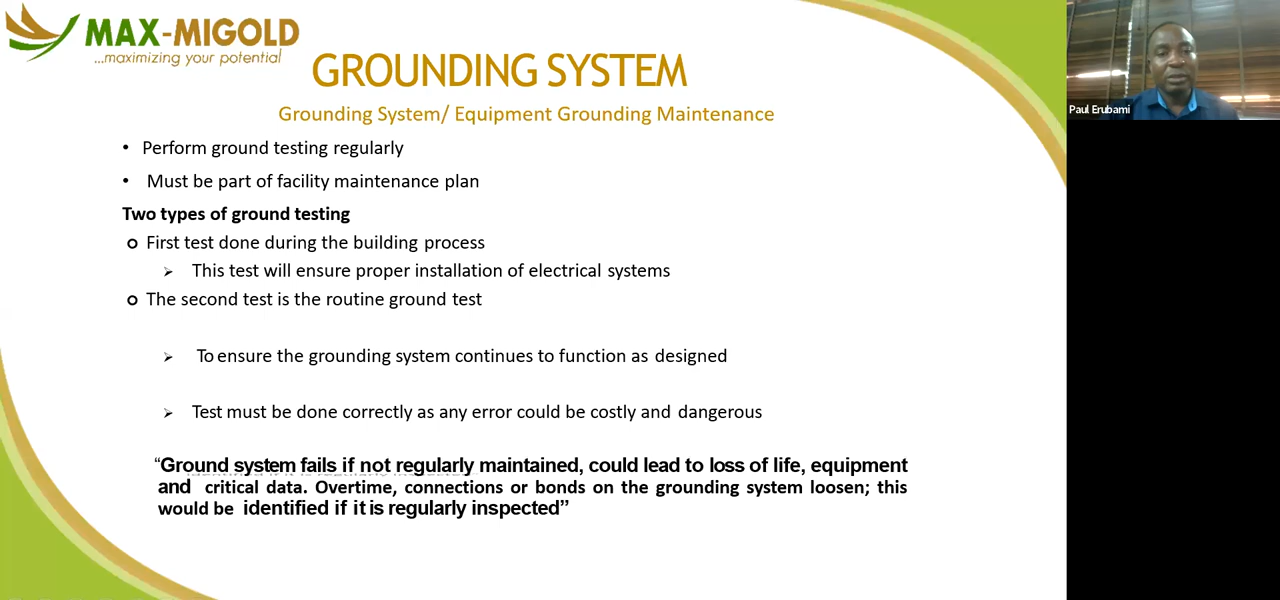 MAX-MIGOLD
...maximizing your potential
GROUNDING SYSTEM
Grounding System/ Equipment Grounding Maintenance
• Perform ground testing regularly
• Must be part of facility maintenance plan
Two types of ground testing
o First test done during the building process
➢ This test will ensure proper installation of electrical systems
o The second test is the routine ground test
➢ To ensure the grounding system continues to function as designed
➢ Test must be done correctly as any error could be costly and dangerous
“Ground system fails if not regularly maintained, could lead to loss of life, equipment
and critical data. Overtime, connections or bonds on the grounding system loosen; this
would be identified if it is regularly inspected”
Paul Erubami